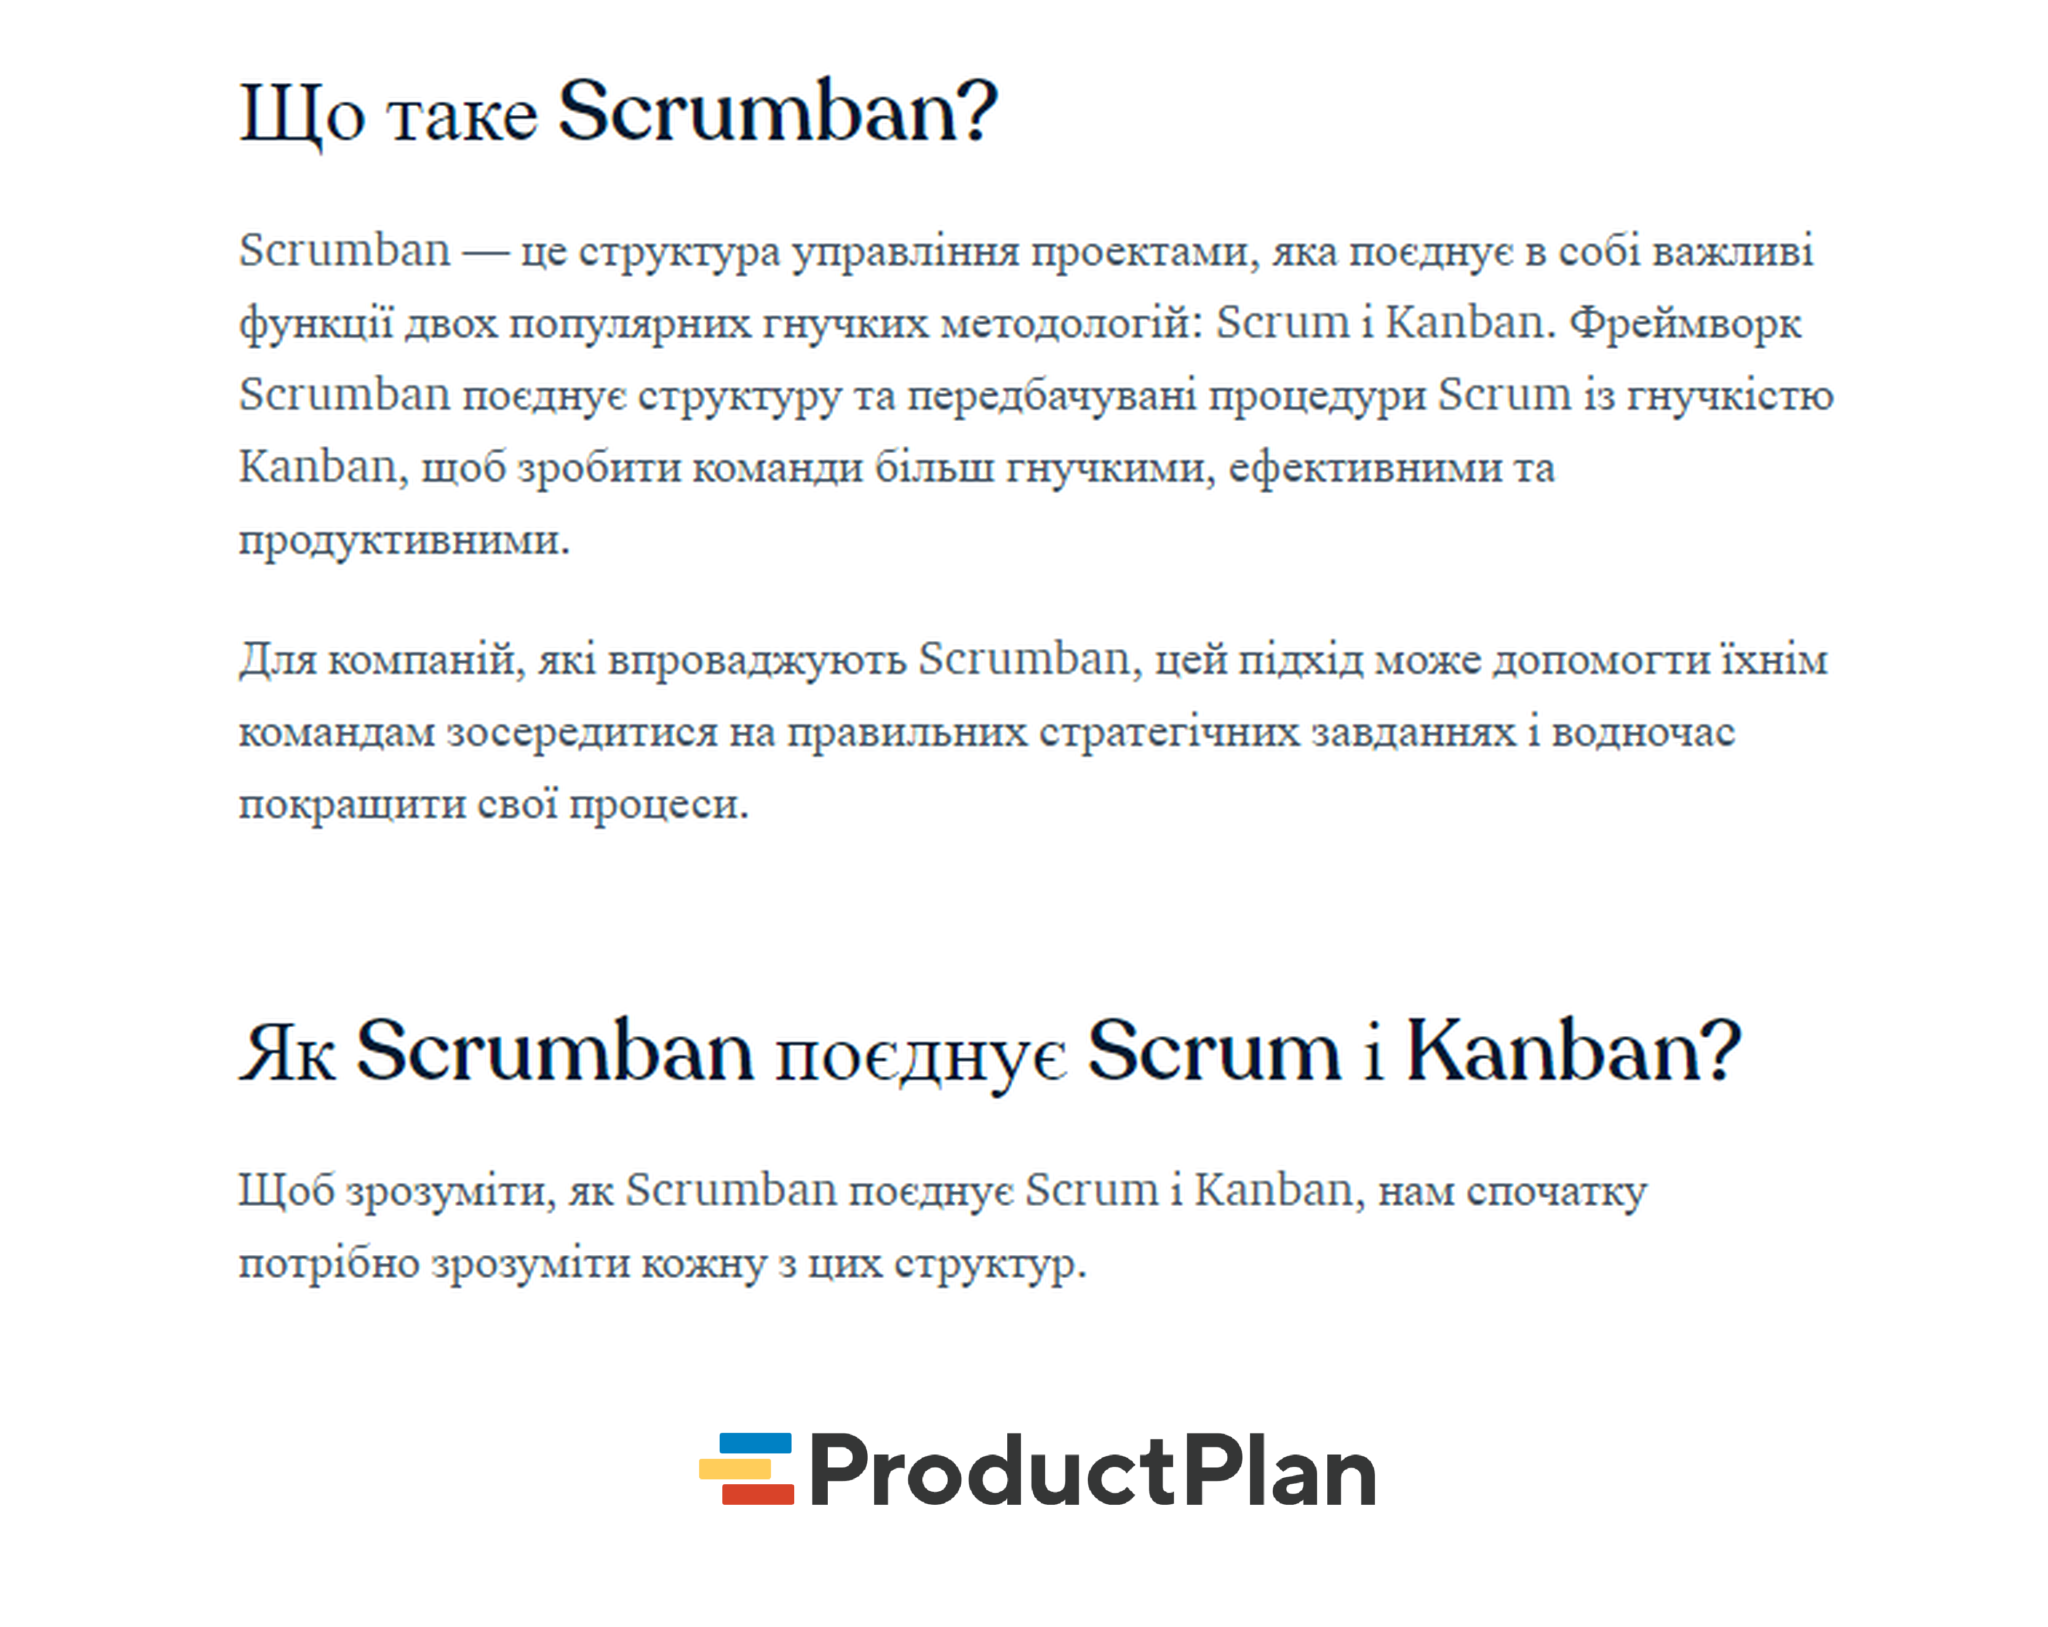 Що таке Scrumban?
Scrumban — це структура управління проектами, яка поєднує в собі важливі
функції двох популярних гнучких методологій: Scrum і Kanban. Фреймворк
Scrumban поєднує структуру та передбачувані процедури Scrum із гнучкістю
Kanban, щоб зробити команди більш гнучкими, ефективними та
продуктивними.
Для компаній, які впроваджують Scrumban, цей підхід може допомогти їхнім
командам зосередитися на правильних стратегічних завданнях і водночас
покращити свої процеси.
Як Scrumban поєднує Scrum і Kanban?
Щоб зрозуміти, як Scrumban поєднує Scrum і Kanban, нам спочатку
потрібно зрозуміти кожну з цих структур.
ProductPlan